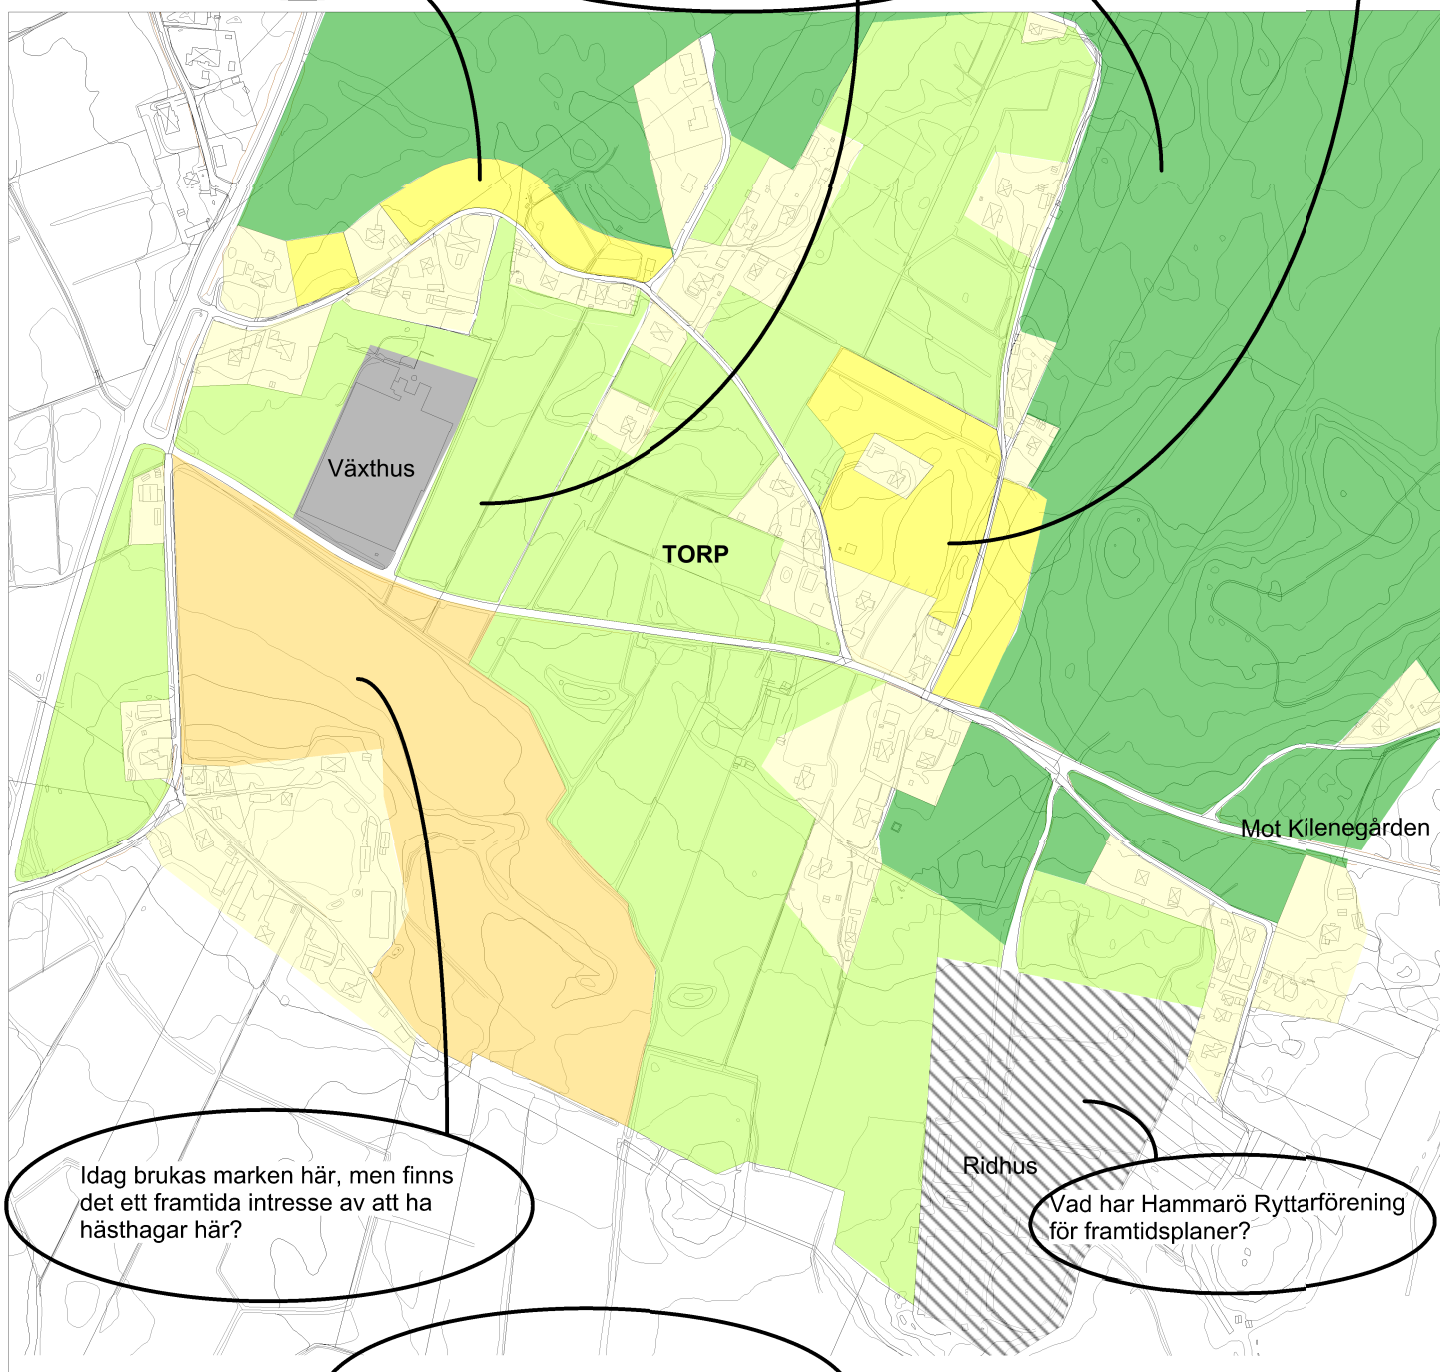 Växthus
TORP
Mot Kilenegården
Ridhus
Idag brukas marken här, men finns
det ett framtida intresse av att ha
hästhagar här?
Vad har Hammarö Ryttarförening
för framtidsplaner?